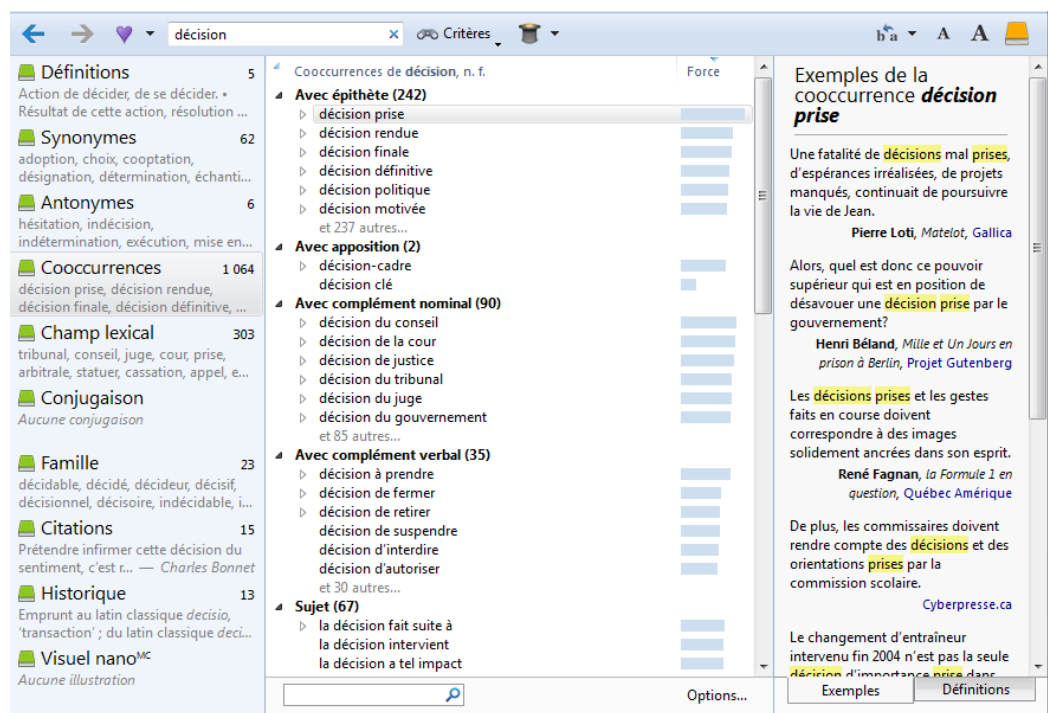 décision
Critères
A A
Définitions 5
Action de décider, de se décider. •
Résultat de cette action, résolution ...
Synonymes 62
adoption, choix, cooptation,
désignation, détermination, échanti...
Antonymes 6
hésitation, indécision,
indétermination, exécution, mise en...
Cooccurrences 1 064
décision prise, décision rendue,
décision finale, décision définitive, ...
Champ lexical 303
tribunal, conseil, juge, cour, prise,
arbitrale, statuer, cassation, appel, e...
Conjugaison
Aucune conjugaison
Famille 23
décidable, décidé, décideur, décisif,
décisionnel, décisoire, indécidable, i...
Citations 15
Prétendre infirmer cette décision du
sentiment, c'est r... — Charles Bonnet
Historique 13
Emprunt au latin classique decisio,
'transaction' ; du latin classique deci...
Visuel nanoMC
Aucune illustration
Cooccurrences de décision, n. f. Force
Avec épithète (242)
décision prise
décision rendue
décision finale
décision définitive
décision politique
décision motivée
et 237 autres...
Avec apposition (2)
décision-cadre
décision clé
Avec complément nominal (90)
décision du conseil
décision de la cour
décision de justice
décision du tribunal
décision du juge
décision du gouvernement
et 85 autres...
Avec complément verbal (35)
décision à prendre
décision de fermer
décision de retirer
décision de suspendre
décision d'interdire
décision d'autoriser
et 30 autres...
Sujet (67)
la décision fait suite à
la décision intervient
la décision a tel impact
Options...
Exemples de la
cooccurrence décision
prise
Une fatalité de décisions mal prises,
d'espérances irréalisées, de projets
manqués, continuait de poursuivre
la vie de Jean.
Pierre Loti, Matelot, Gallica
Alors, quel est donc ce pouvoir
supérieur qui est en position de
désavouer une décision prise par le
gouvernement?
Henri Béland, Mille et Un Jours en
prison à Berlin, Projet Gutenberg
Les décisions prises et les gestes
faits en course doivent
correspondre à des images
solidement ancrées dans son esprit.
René Fagnan, la Formule 1 en
question, Québec Amérique
De plus, les commissaires doivent
rendre compte des décisions et des
orientations prises par la
commission scolaire.
Cyberpresse.ca
Le changement d'entraîneur
intervenu fin 2004 n'est pas la seule
décision d'importance prise dans
Exemples Définitions